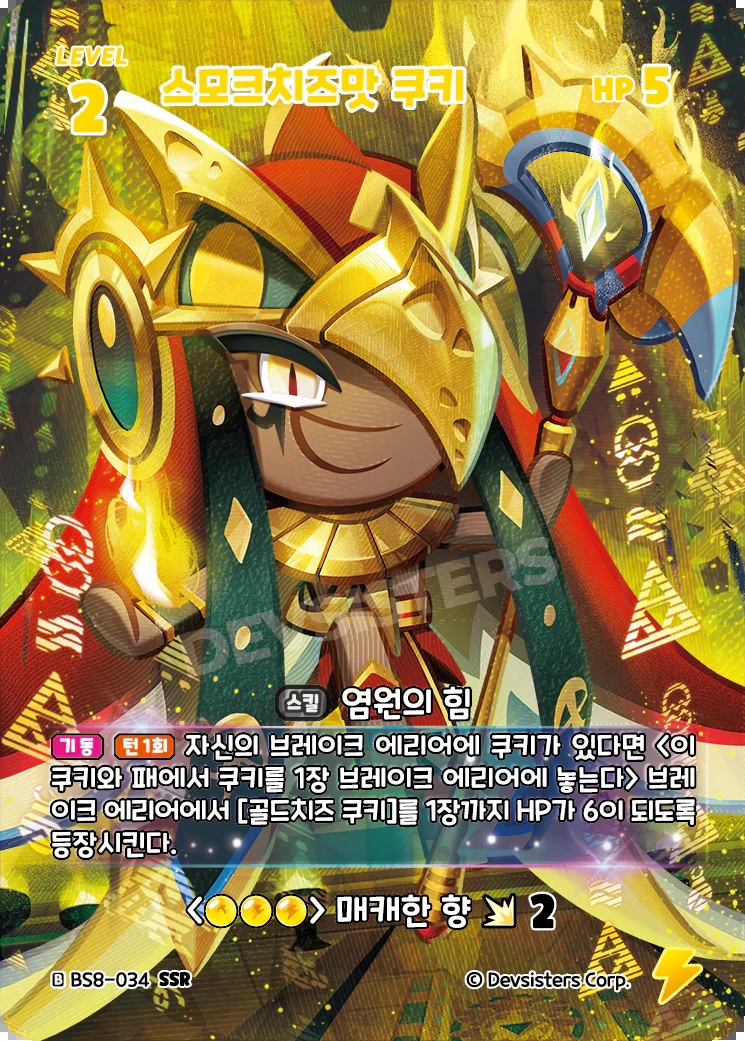 LEVEL
2
스모크치즈맛 쿠키
HP 5
DEVSISTERS
스킬 염원의 힘
기동 턴1회 자신의 브레이크 에리어에 쿠키가 있다면 <이
쿠키와 패에서 쿠키를 1장 브레이크 에리어에 놓는다> 브레
이크 에리어에서 [골드치즈 쿠키]를 1장까지 HP가 6이 되도록
등장시킨다.
< > 매캐한 향 2
B BS8-034 SSR
© Devsisters Corp.